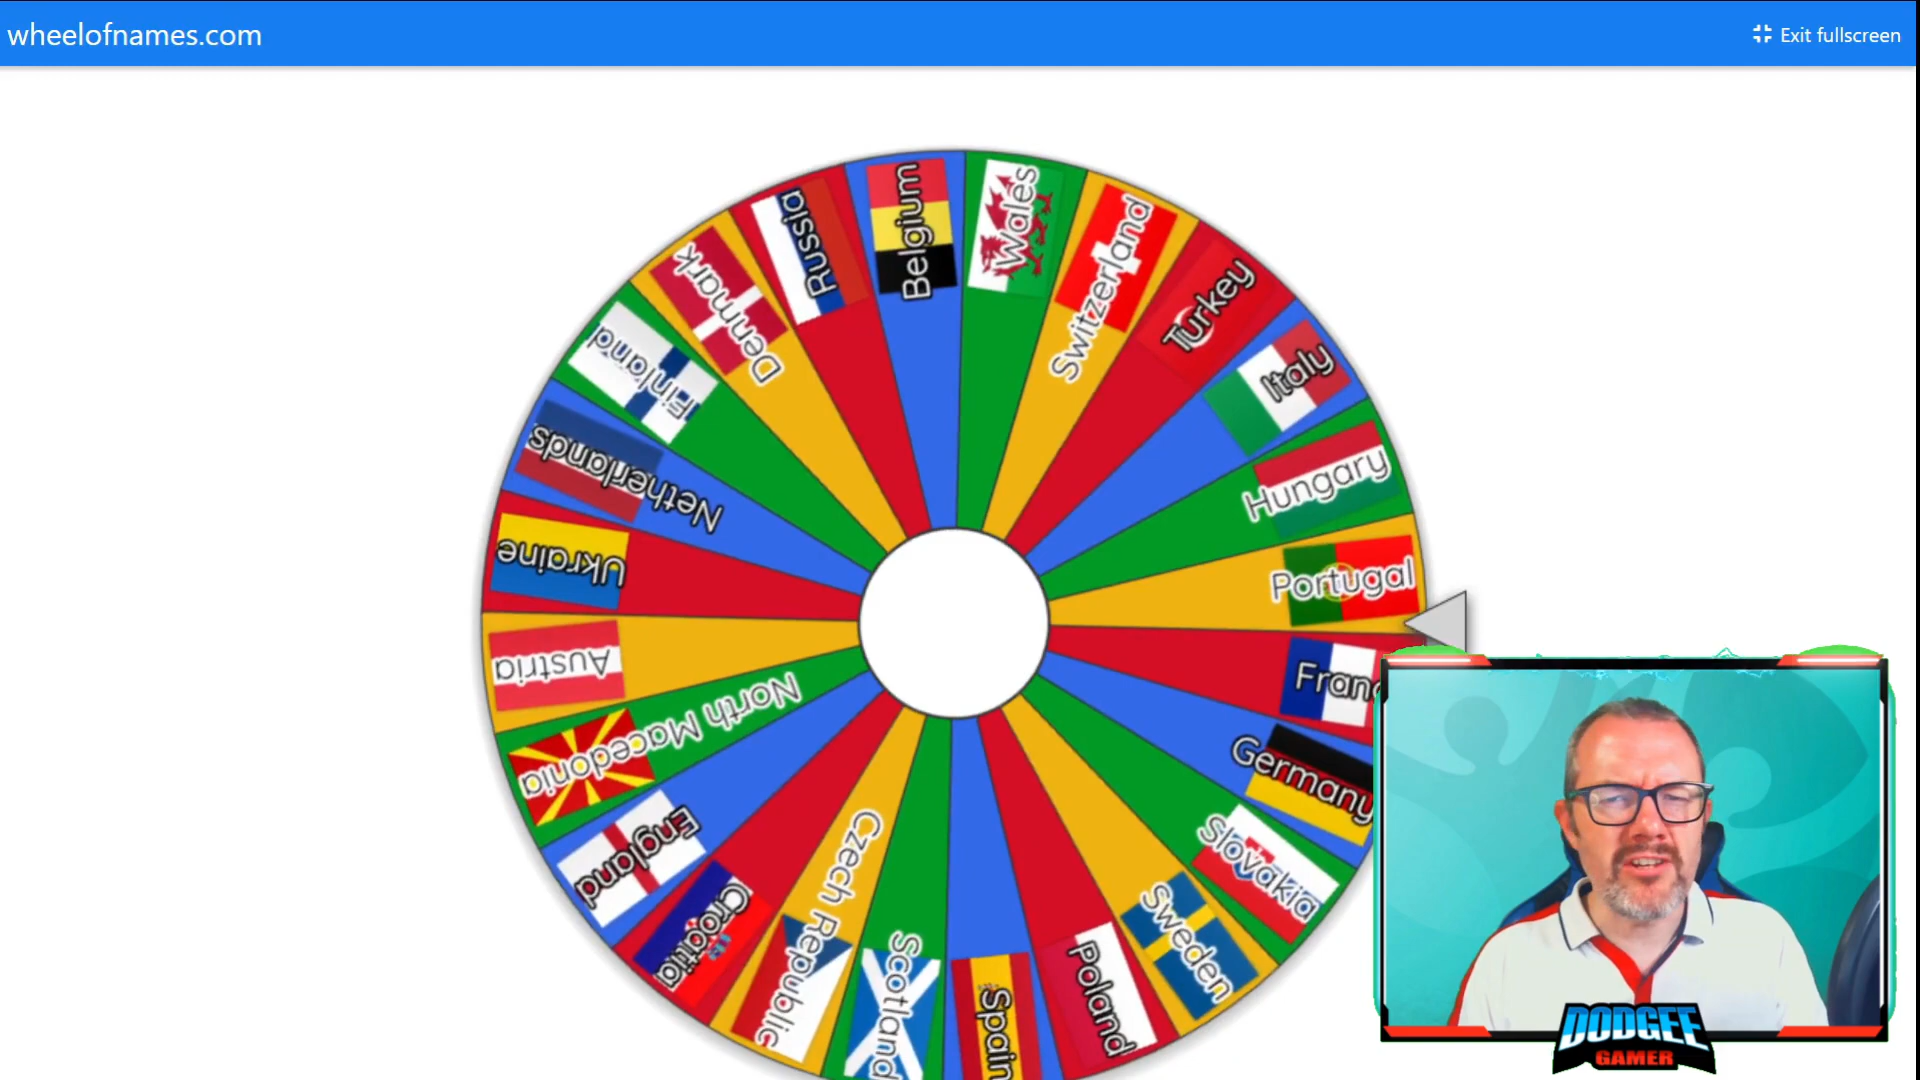 wheelofnames.com
Exit fullscreen
Belgium
Wales
Switzerland
Turkey
Italy
Hungary
Portugal
Franc
Germany
Slovakia
Sweden
Poland
Spain
Scotland
Czech Republic
Croatia
England
North Macedonia
Austria
Ukraine
Netherlands
Finland
Denmark
Russia
DODGEE
GAMER